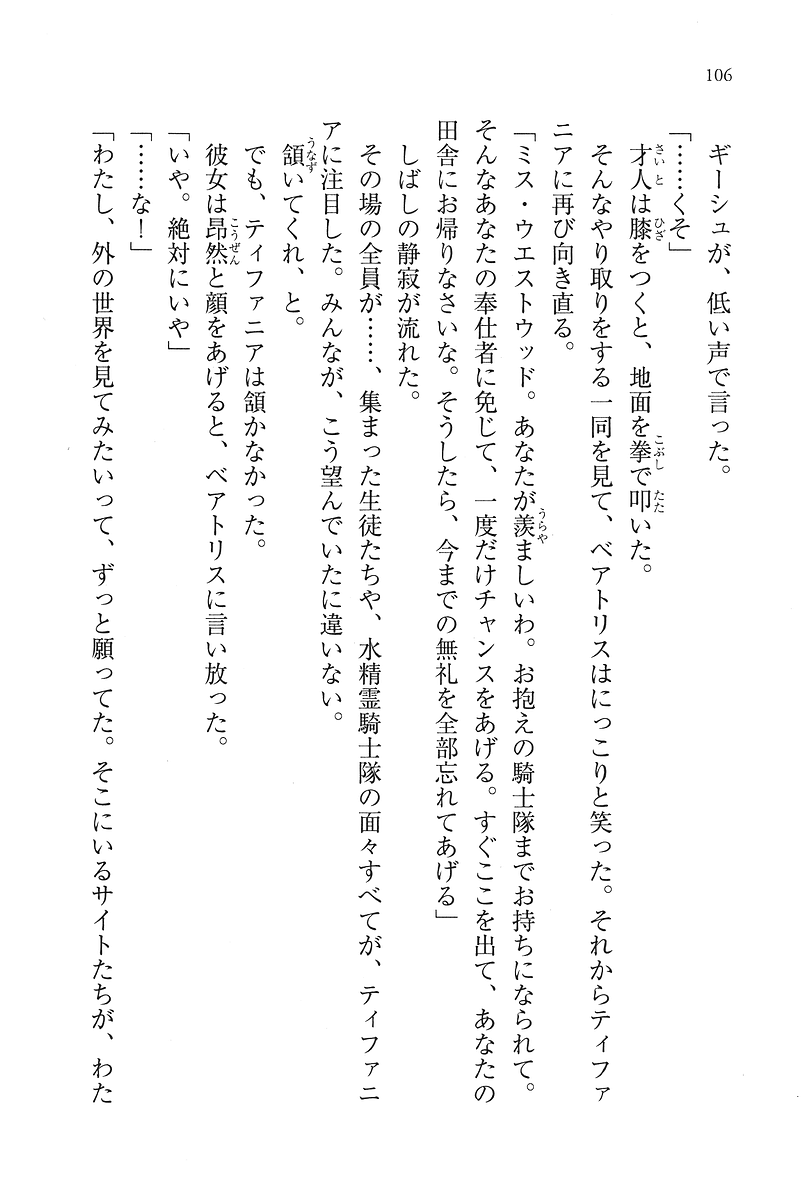 106
ギーシュが、低い声で言った。
「……くそ」
才人は膝をつくと、地面を拳で叩いた。
そんなやり取りをする一同を見て、ベアトリスはにっこりと笑った。それからティファ
ニアに再び向き直る。
「ミス・ウエストウッド。あなたが羨ましいわ。お抱えの騎士隊までお持ちになられて。
そんなあなたの奉仕者に免じて、一度だけチャンスをあげる。すぐここを出て、あなたの
田舎にお帰りなさいな。そうしたら、今までの無礼を全部忘れてあげる」
しばしの静寂が流れた。
その場の全員が……、集まった生徒たちや、水精霊騎士隊の面々すべてが、ティファニ
アに注目した。みんなが、こう望んでいたに違いない。
頷いてくれ、と。
でも、ティファニアは頷かなかった。
彼女は昂然と顔をあげると、ベアトリスに言い放った。
「いや。絶対にいや」
「……な！」
「わたし、外の世界を見てみたいって、ずっと願ってた。そこにいるサイトたちが、わた